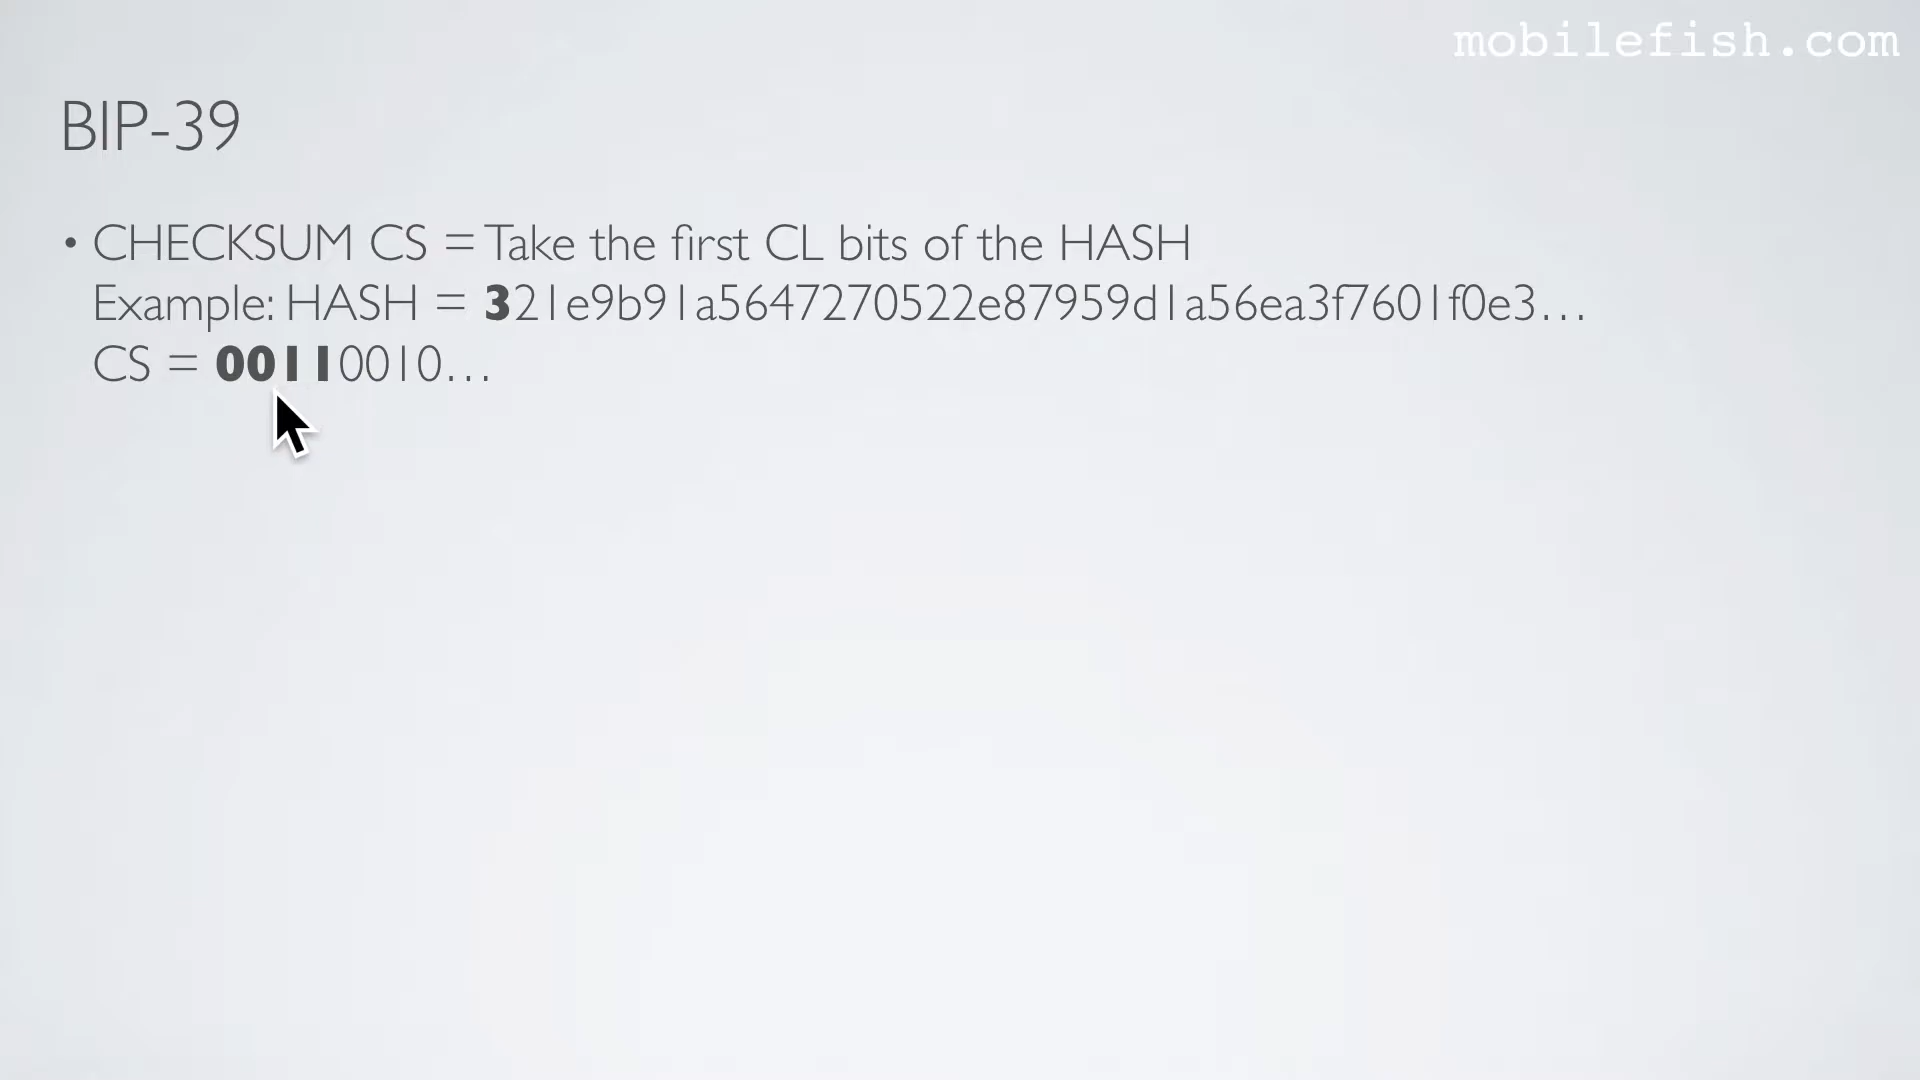 mobilefish.com
BIP-39
• CHECKSUM CS = Take the first CL bits of the HASH
Example: HASH = 321e9b91a5647270522e87959d1a56ea3f7601f0e3…
CS = 00110010…